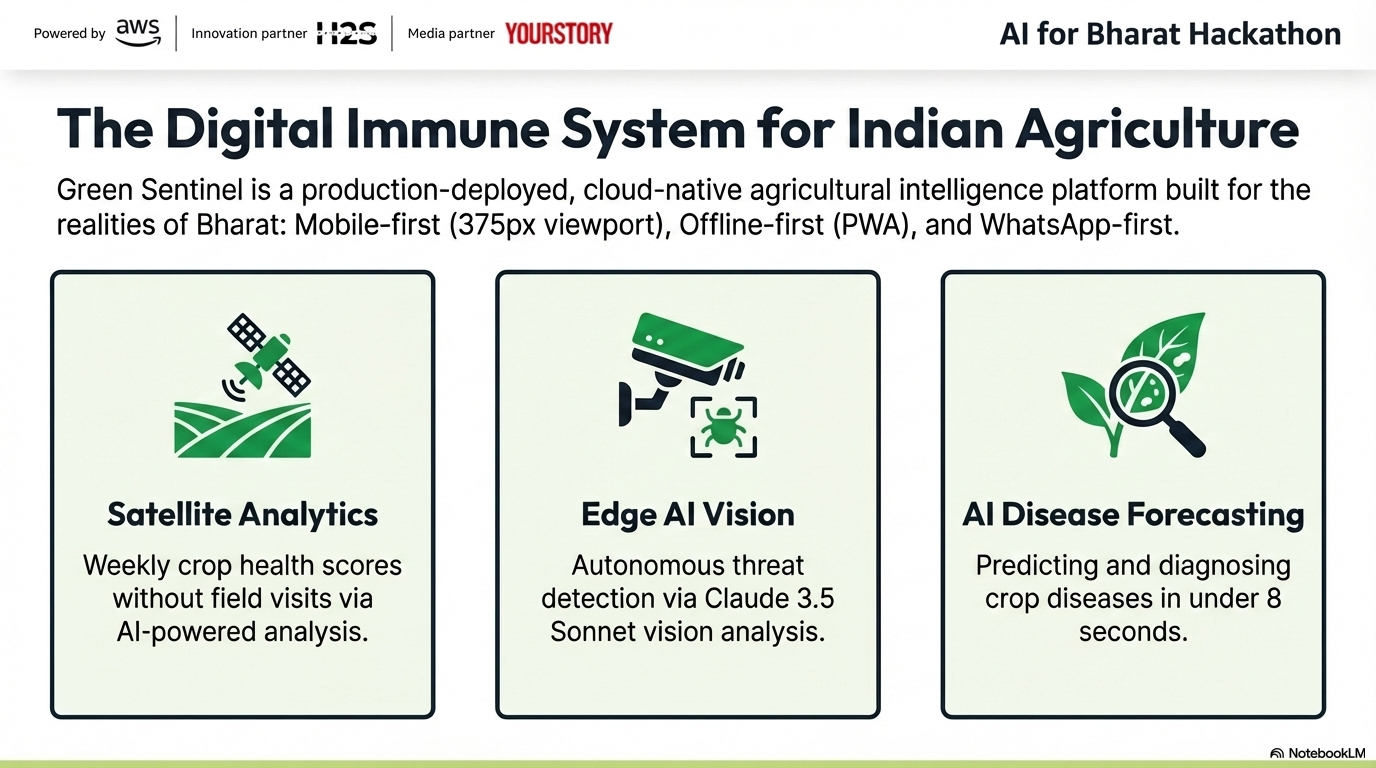 Powered by aws Innovation partner H2S Media partner YOURSTORY AI for Bharat Hackathon
The Digital Immune System for Indian Agriculture
Green Sentinel is a production-deployed, cloud-native agricultural intelligence platform built for the
realities of Bharat: Mobile-first (375px viewport), Offline-first (PWA), and WhatsApp-first.
Satellite Analytics
Weekly crop health scores
without field visits via
AI-powered analysis.
Edge AI Vision
Autonomous threat
detection via Claude 3.5
Sonnet vision analysis.
AI Disease Forecasting
Predicting and diagnosing
crop diseases in under 8
seconds.
NotebookLM